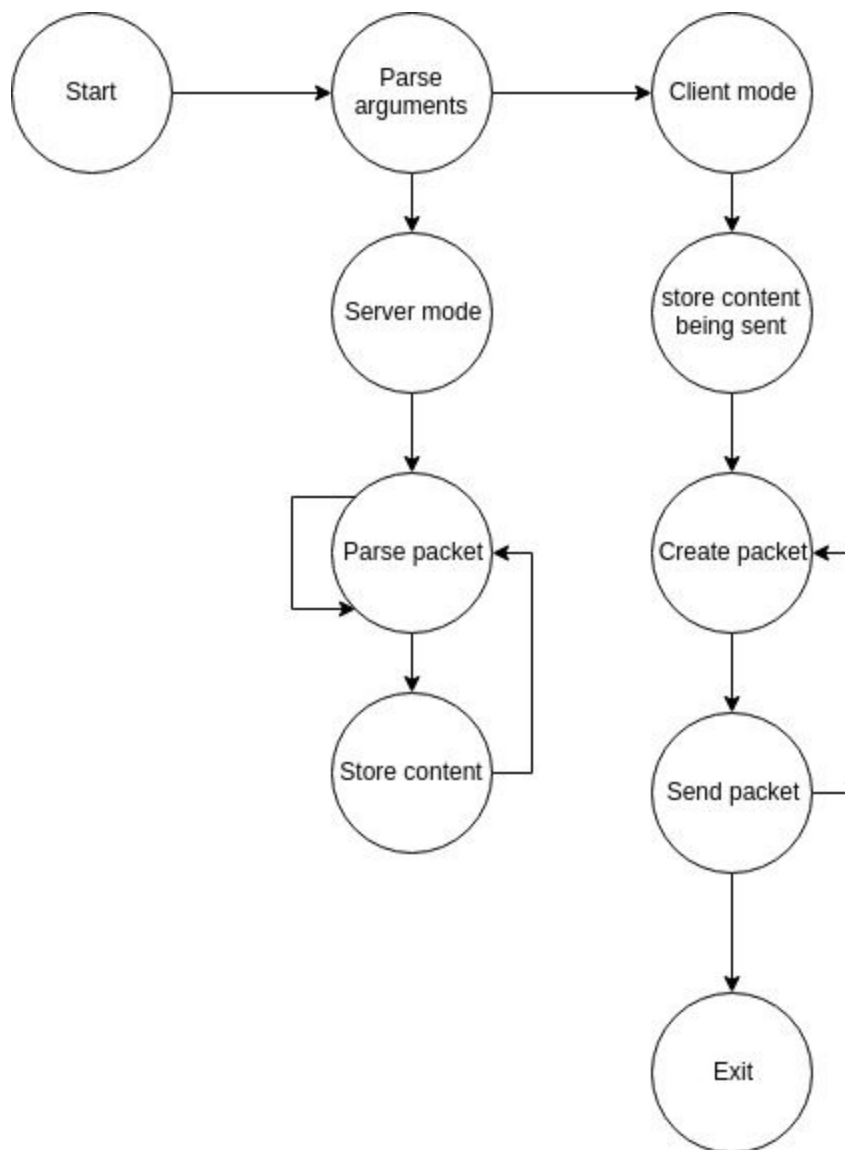 Start
Parse
arguments
Client mode
Server mode
store content
being sent
Parse packet
Create packet
Store content
Send packet
Exit